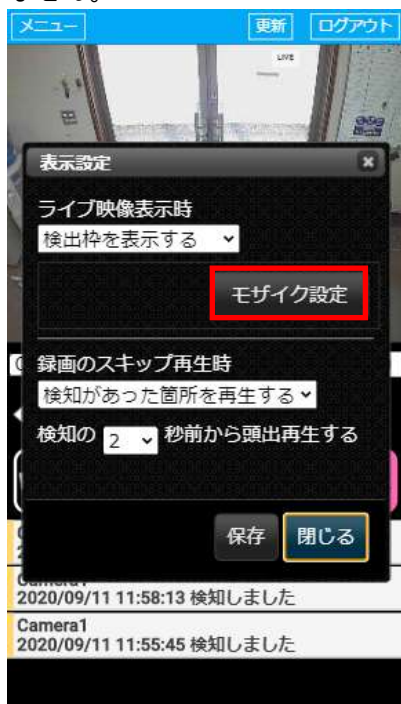 メニュー 更新 ログアウト
LIVE
表示設定
ライブ映像表示時
検出枠を表示する
モザイク設定
録画のスキップ再生時
検知があった箇所を再生する
検知の 2 秒前から頭出再生する
保存 閉じる
Camera1
2020/09/11 11:58:13 検知しました
Camera1
2020/09/11 11:55:45 検知しました